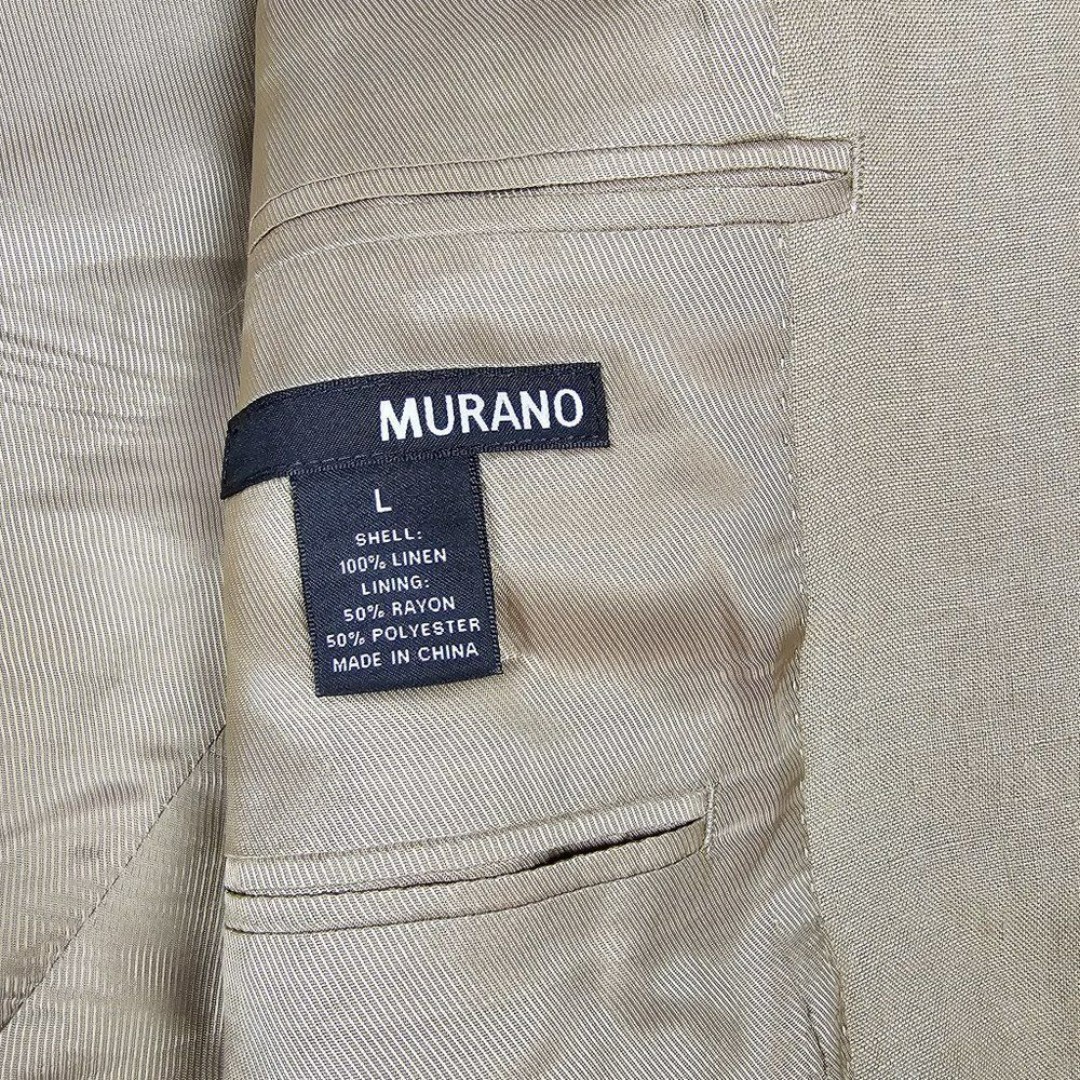 MURANO
L
SHELL:
100% LINEN
LINING:
50% RAYON
50% POLYESTER
MADE IN CHINA